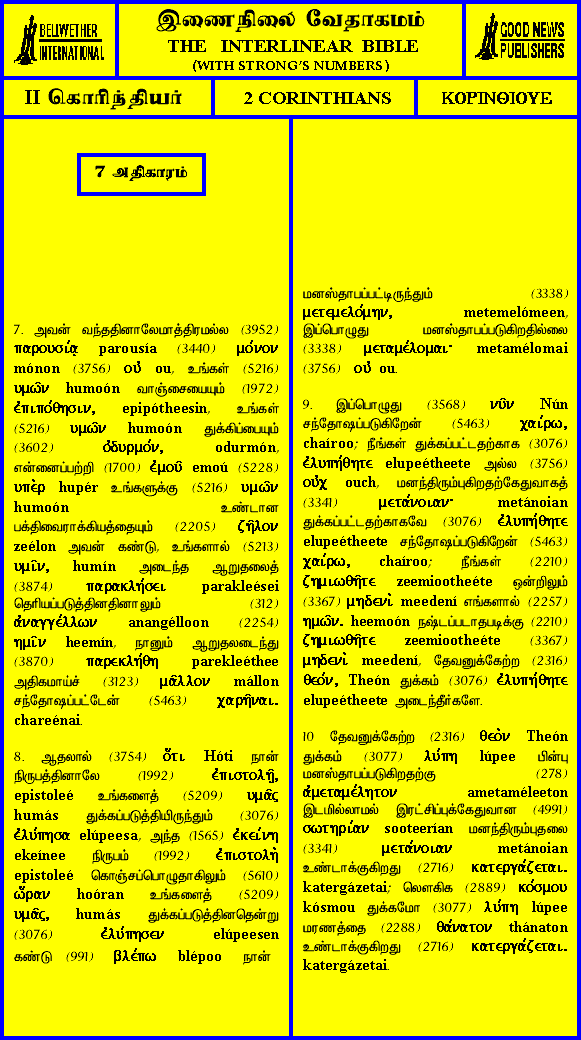 BELLWETHER
INTERNATIONAL
இணைநிலை வேதாகமம்
THE INTERLINEAR BIBLE
(WITH STRONG'S NUMBERS)
GOOD NEWS
PUBLISHERS
II கொரிந்தியர்
2 CORINTHIANS
ΚΟΡΙΝΘΙΟΥΕ
7 அதிகாரம்
7. அவன் வந்ததினாலேமாத்திரமல்ல (3952)
παρουσίᾳ parousía (3440) μόνον
mónon (3756) οὐ ou, உங்கள் (5216)
υμῶν humoón வாஞ்சையையும் (1972)
ἐπιπόθησιν, epipótheesin, உங்கள்
(5216) υμῶν humoón துக்கிப்பையும்
(3602) ὀδυρμόν, odurmón,
என்னைப்பற்றி (1700) ἐμοῦ emoú (5228)
υπὲρ hupér உங்களுக்கு (5216) υμῶν
humoón உண்டான
பக்திவைராக்கியத்தையும் (2205) ζῆλον
zeélon அவன் கண்டு, உங்களால் (5213)
υμῖν, humín அடைந்த ஆறுதலைத்
(3874) παρακλήσει parakleései
தெரியப்படுத்தினதினாலும் (312)
ἀναγγέλλων anangélloon (2254)
ημῖν heemín, நானும் ஆறுதலடைந்து
(3870) παρεκλήθη parekleéthee
அதிகமாய்ச் (3123) μᾶλλον mállon
சந்தோஷப்பட்டேன் (5463) χαρῆναι.
chareénai.
8. ஆதலால் (3754) ὅτι Hóti நான்
நிருபத்தினாலே (1992) ἐπιστολῇ,
epistoleé உங்களைத் (5209) υμᾶς
humás துக்கப்படுத்தியிருந்தும் (3076)
ἐλύπησα elúpeesa, அந்த (1565) ἐκείνη
ekeínee நிருபம் (1992) ἐπιστολὴ
epistoleé கொஞ்சப்பொழுதாகிலும் (5610)
ὥραν hoóran உங்களைத் (5209)
υμᾶς, humás துக்கப்படுத்தினதென்று
(3076) ἐλύπησεν elúpeesen
கண்டு (991) βλέπω blépoo நான்
மனஸ்தாபப்பட்டிருந்தும் (3338)
μετεμελόμην, metemelómeen,
இப்பொழுது மனஸ்தாபப்படுகிறதில்லை
(3338) μεταμέλομαι· metamélomai
(3756) οὐ ou.
9. இப்பொழுது (3568) νῦν Nún
சந்தோஷப்படுகிறேன் (5463) χαίρω,
chaíroo; நீங்கள் துக்கப்பட்டதற்காக (3076)
ἐλυπήθητε elupeétheete அல்ல (3756)
οὐχ ouch, மனந்திரும்புகிறதற்கேதுவாகத்
(3341) μετάνοιαν· metánoian
துக்கப்பட்டதற்காகவே (3076) ἐλυπήθητε
elupeétheete சந்தோஷப்படுகிறேன் (5463)
χαίρω, chaíroo; நீங்கள் (2210)
ζημιωθῆτε zeemiootheéte ஒன்றிலும்
(3367) μηδενὶ meedení எங்களால் (2257)
ημῶν. heemoón நஷ்டப்படாதபடிக்கு (2210)
ζημιωθῆτε zeemiootheéte (3367)
μηδενὶ meedení, தேவனுக்கேற்ற (2316)
θεόν, Theón துக்கம் (3076) ἐλυπήθητε
elupeétheete அடைந்தீர்களே.
10 தேவனுக்கேற்ற (2316) θεὸν Theón
துக்கம் (3077) λύπη lúpee பின்பு
மனஸ்தாபப்படுகிறதற்கு (278)
ἀμεταμέλητον ametaméleeton
இடமில்லாமல் இரட்சிப்புக்கேதுவான (4991)
σωτηρίαν sooteerían மனந்திரும்புதலை
(3341) μετάνοιαν metánoian
உண்டாக்குகிறது (2716) κατεργάζεται.
katergázetai; லௌகிக (2889) κόσμου
kósmou துக்கமோ (3077) λύπη lúpee
மரணத்தை (2288) θάνατον thánaton
உண்டாக்குகிறது (2716) κατεργάζεται.
katergázetai.